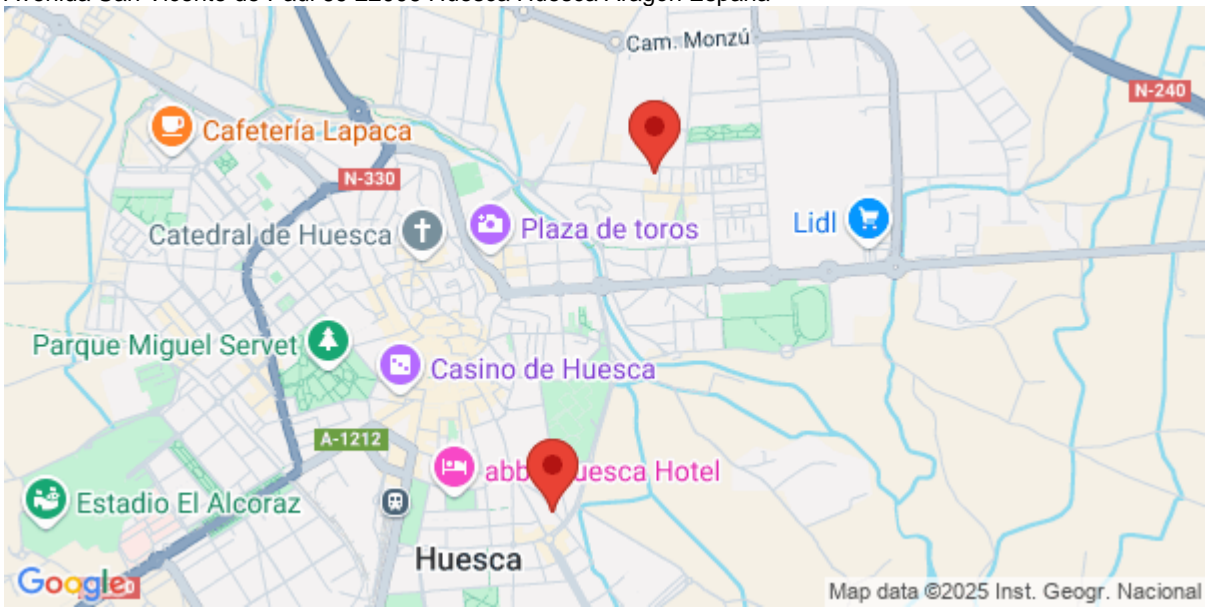 Cam. Monzú
N-240
Cafetería Lapaca
N-330
Catedral de Huesca
Plaza de toros
Lidl
Parque Miguel Servet
Casino de Huesca
A-1212
Huesca Hotel
Estadio El Alcoraz
Huesca
Google
Map data ©2025 Inst. Geogr. Nacional